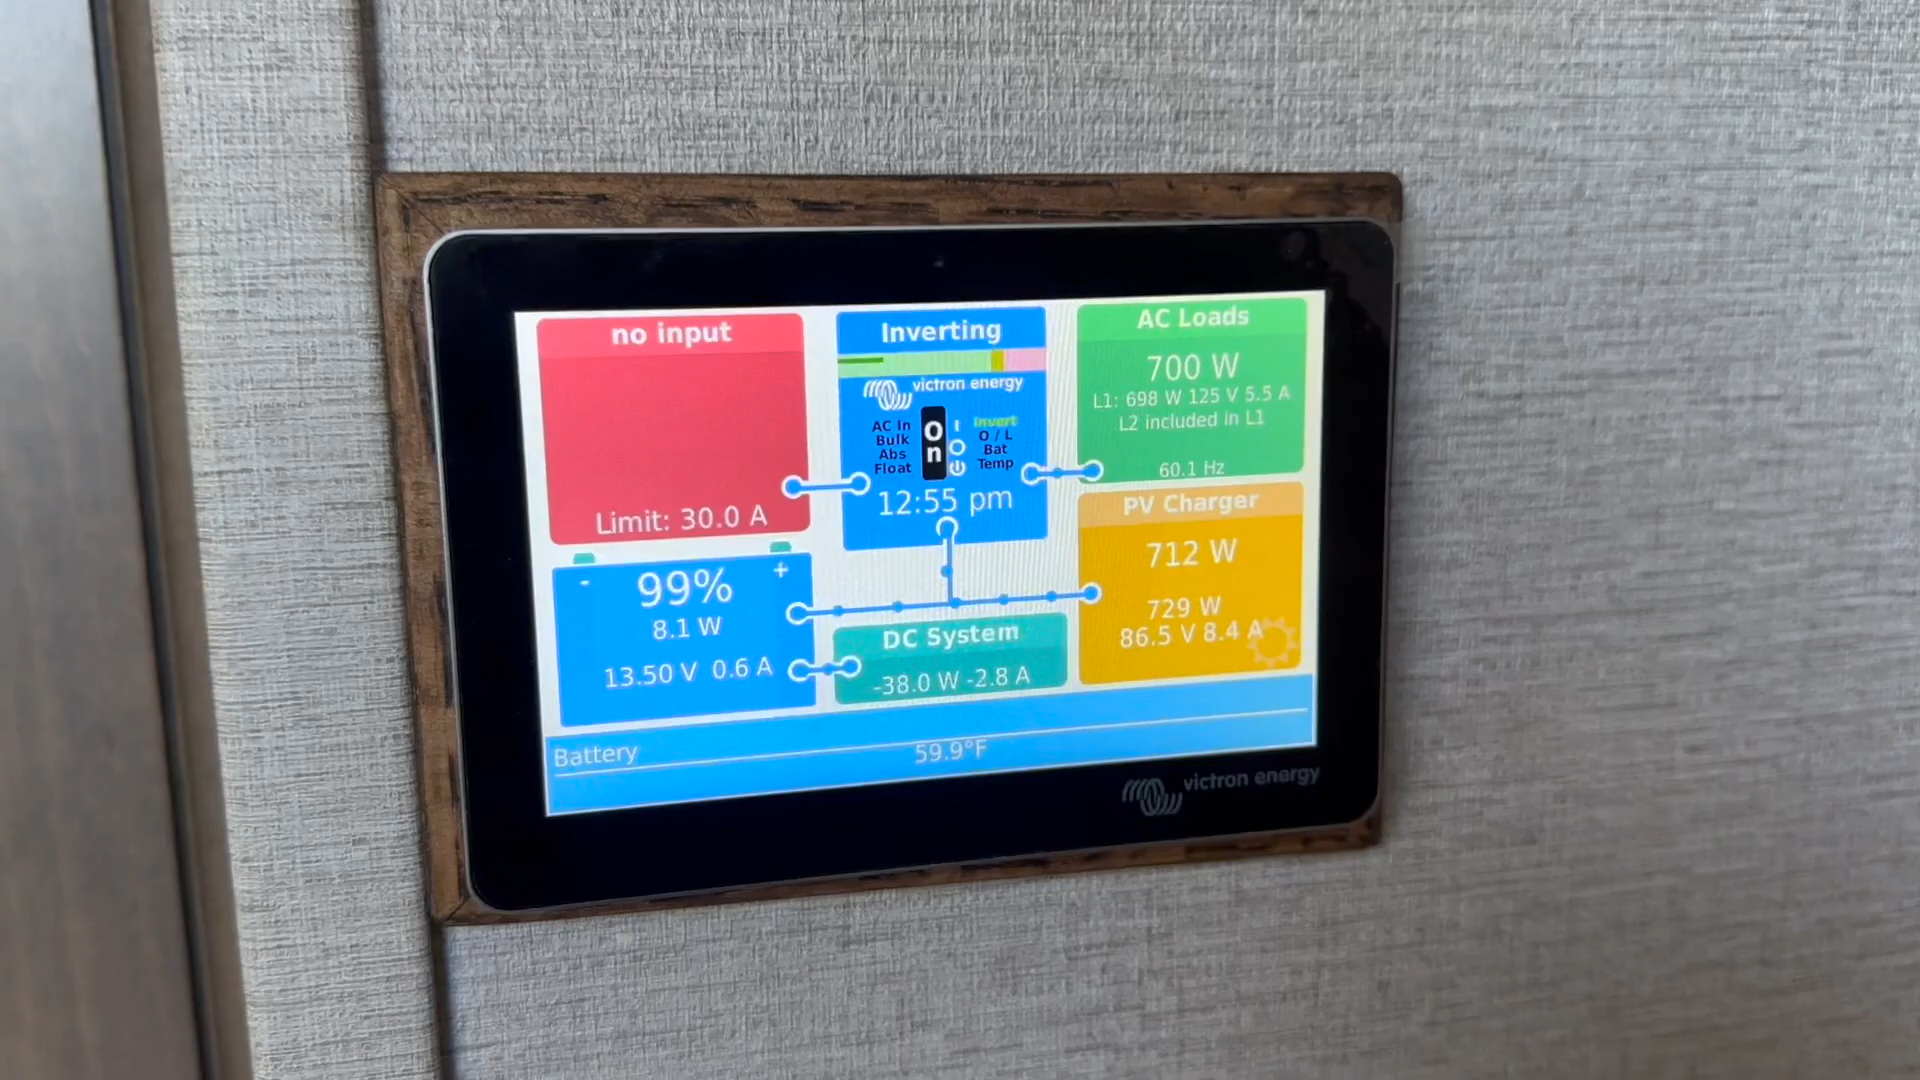 no input
Limit: 30.0 A
Inverting
victron energy
AC In
Bulk
Abs
Float
On
I
Invert
O / L
Bat
Temp
12:55 pm
AC Loads
700 W
L1: 698 W 125 V 5.5 A
L2 included in L1
60.1 Hz
PV Charger
712 W
729 W
86.5 V 8.4 A
- +
99%
8.1 W
13.50 V 0.6 A
DC System
-38.0 W -2.8 A
Battery
59.9°F
victron energy